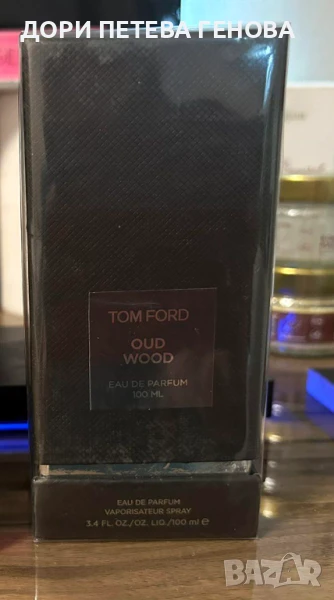 ДОРИ ПЕТЕВА ГЕНОВА
TOM FORD
OUD
WOOD
EAU DE PARFUM
100 ML
EAU DE PARFUM
VAPORISATEUR SPRAY
3.4 FL. OZ./OZ. LIQ./100 ml ℮
BAZAR